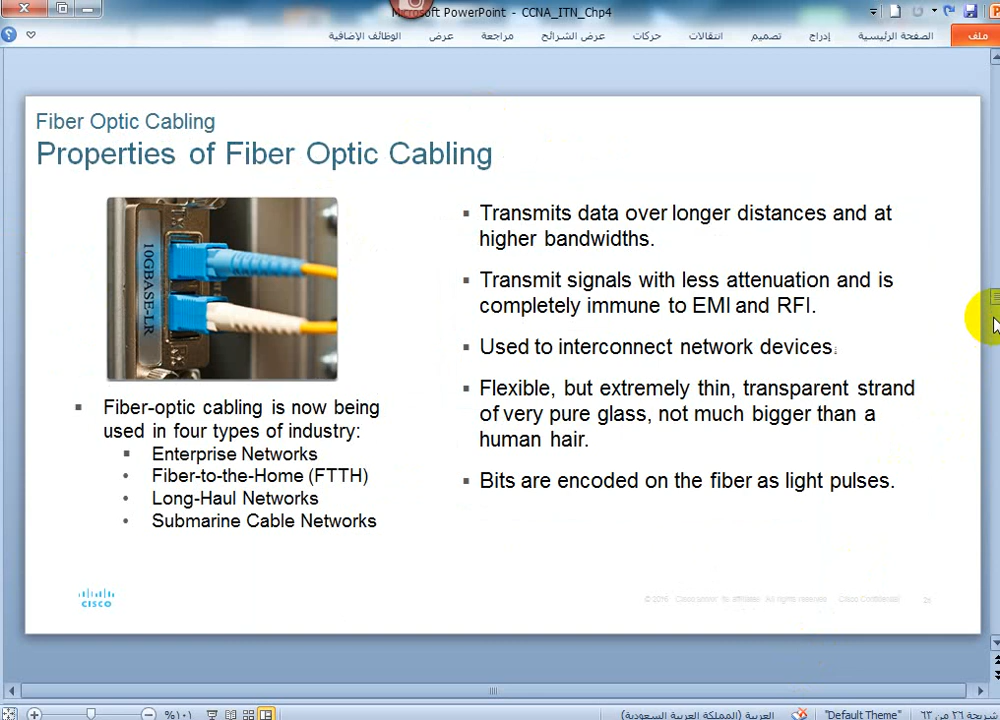 Microsoft PowerPoint - CCNA_ITN_Chp4
ملف الصفحة الرئيسية إدراج تصميم انتقالات حركات عرض الشرائح مراجعة عرض الوظائف الإضافية
Fiber Optic Cabling
Properties of Fiber Optic Cabling
10GBASE-LR
▪ Fiber-optic cabling is now being
used in four types of industry:
▪ Enterprise Networks
• Fiber-to-the-Home (FTTH)
• Long-Haul Networks
• Submarine Cable Networks
▪ Transmits data over longer distances and at
higher bandwidths.
▪ Transmit signals with less attenuation and is
completely immune to EMI and RFI.
▪ Used to interconnect network devices.
▪ Flexible, but extremely thin, transparent strand
of very pure glass, not much bigger than a
human hair.
▪ Bits are encoded on the fiber as light pulses.
CISCO
© 2016 Cisco and/or its affiliates. All rights reserved. Cisco Confidential
شريحة ٢٦ من ٦٣ "Default Theme" العربية (المملكة العربية السعودية) %١٠١